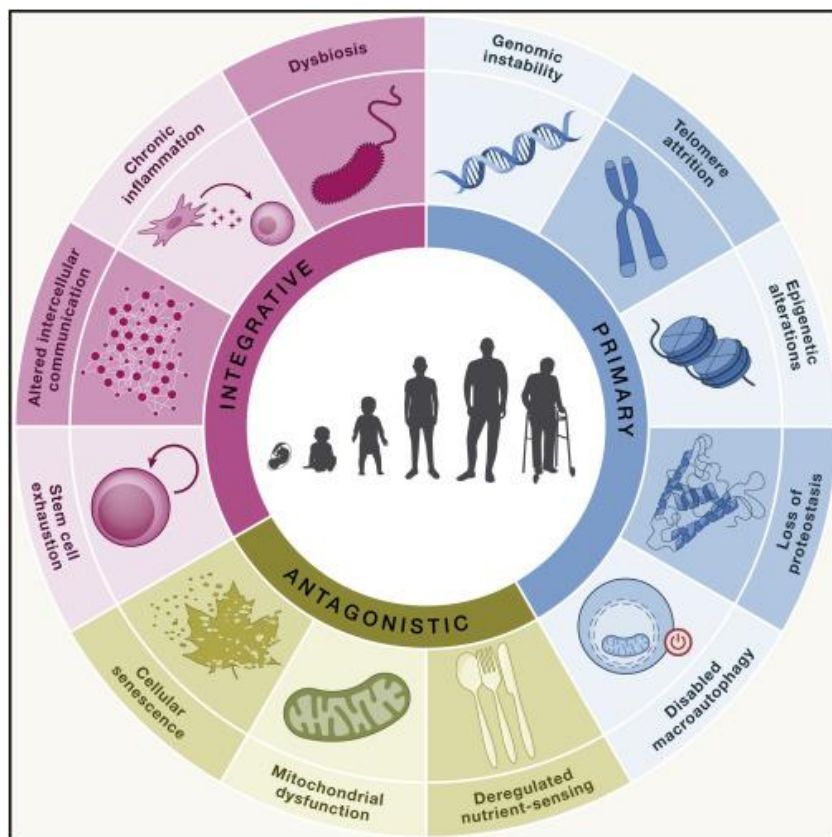 Genomic
instability
Telomere
attrition
Epigenetic
alterations
Loss of
proteostasis
Disabled
macroautophagy
Deregulated
nutrient-sensing
Mitochondrial
dysfunction
Cellular
senescence
Stem cell
exhaustion
Altered intercellular
communication
Chronic
inflammation
Dysbiosis
PRIMARY
ANTAGONISTIC
INTEGRATIVE